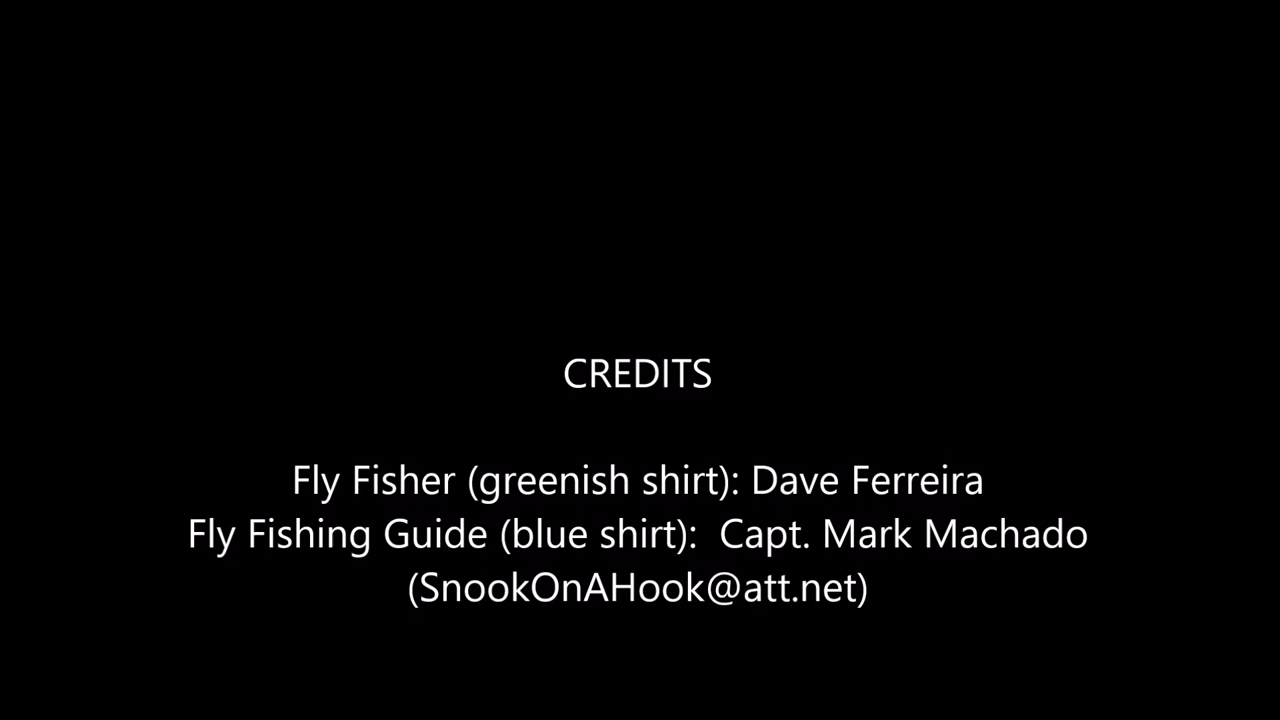 CREDITS
Fly Fisher (greenish shirt): Dave Ferreira
Fly Fishing Guide (blue shirt):  Capt. Mark Machado
(SnookOnAHook@att.net)